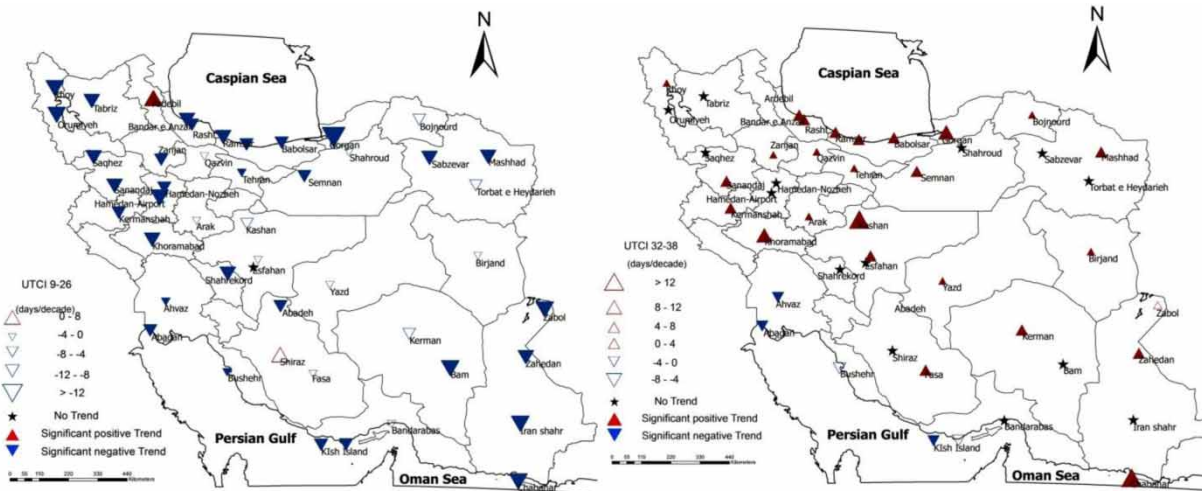 N
Caspian Sea
Khoy
Tabriz
Ardebil
Orumiyeh
Bandar e Anzali
Rasht
Ramsar
Babolsar
Gorgan
Bojnourd
Shahroud
Saqhez
Zanjan
Qazvin
Tehran
Semnan
Sabzevar
Mashhad
Torbat e Heydarieh
Sanandaj
Hamedan-Nozheh
Hamedan-Airport
Kermanshah
Arak
Kashan
Khoramabad
Shahrekord
Esfahan
Birjand
Yazd
UTCI 9-26
(days/decade)
0 - 8
-4 - 0
-8 - -4
-12 - -8
> -12
No Trend
Significant positive Trend
Significant negative Trend
Ahvaz
Abadan
Abadeh
Zabol
Kerman
Shiraz
Fasa
Zahedan
Bam
Bushehr
Bandarabas
Iran shahr
Persian Gulf
KIsh Island
Oman Sea
Chabahar
Kilometers
N
Caspian Sea
Khoy
Tabriz
Ardebil
Orumiyeh
Bandar e Anzali
Rasht
Ramsar
Babolsar
Gorgan
Bojnourd
Shahroud
Saqhez
Zanjan
Qazvin
Tehran
Semnan
Sabzevar
Mashhad
Torbat e Heydarieh
Sanandaj
Hamedan-Nozheh
Hamedan-Airport
Kermanshah
Arak
Kashan
Khoramabad
Shahrekord
Esfahan
Birjand
Yazd
UTCI 32-38
(days/decade)
> 12
8 - 12
4 - 8
0 - 4
-4 - 0
-8 - -4
No Trend
Significant positive Trend
Significant negative Trend
Ahvaz
Abadan
Abadeh
Zabol
Kerman
Shiraz
Fasa
Zahedan
Bam
Bushehr
Bandarabas
Iran shahr
Persian Gulf
KIsh Island
Oman Sea
Chabahar
Kilometers